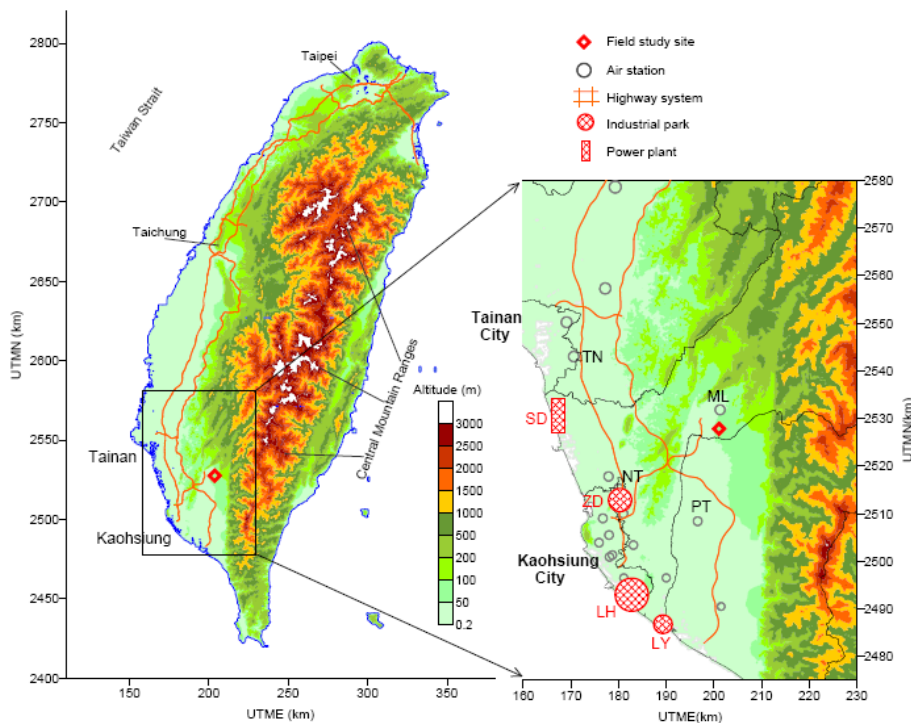 2800
2750
2700
2650
2600
2550
2500
2450
2400
UTMN (km)
150
200
250
300
350
UTME (km)
Taiwan Strait
Taipei
Taichung
Tainan
Kaohsiung
Central Mountain Ranges
Altitude (m)
3000
2500
2000
1500
1000
500
200
100
50
0.2
Field study site
Air station
Highway system
Industrial park
Power plant
Tainan
City
TN
SD
ML
NT
ZD
PT
Kaohsiung
City
LH
LY
2680
2570
2560
2550
2540
2530
2520
2510
2500
2490
2480
UTMN(km)
160
170
180
190
200
210
220
230
UTME(km)